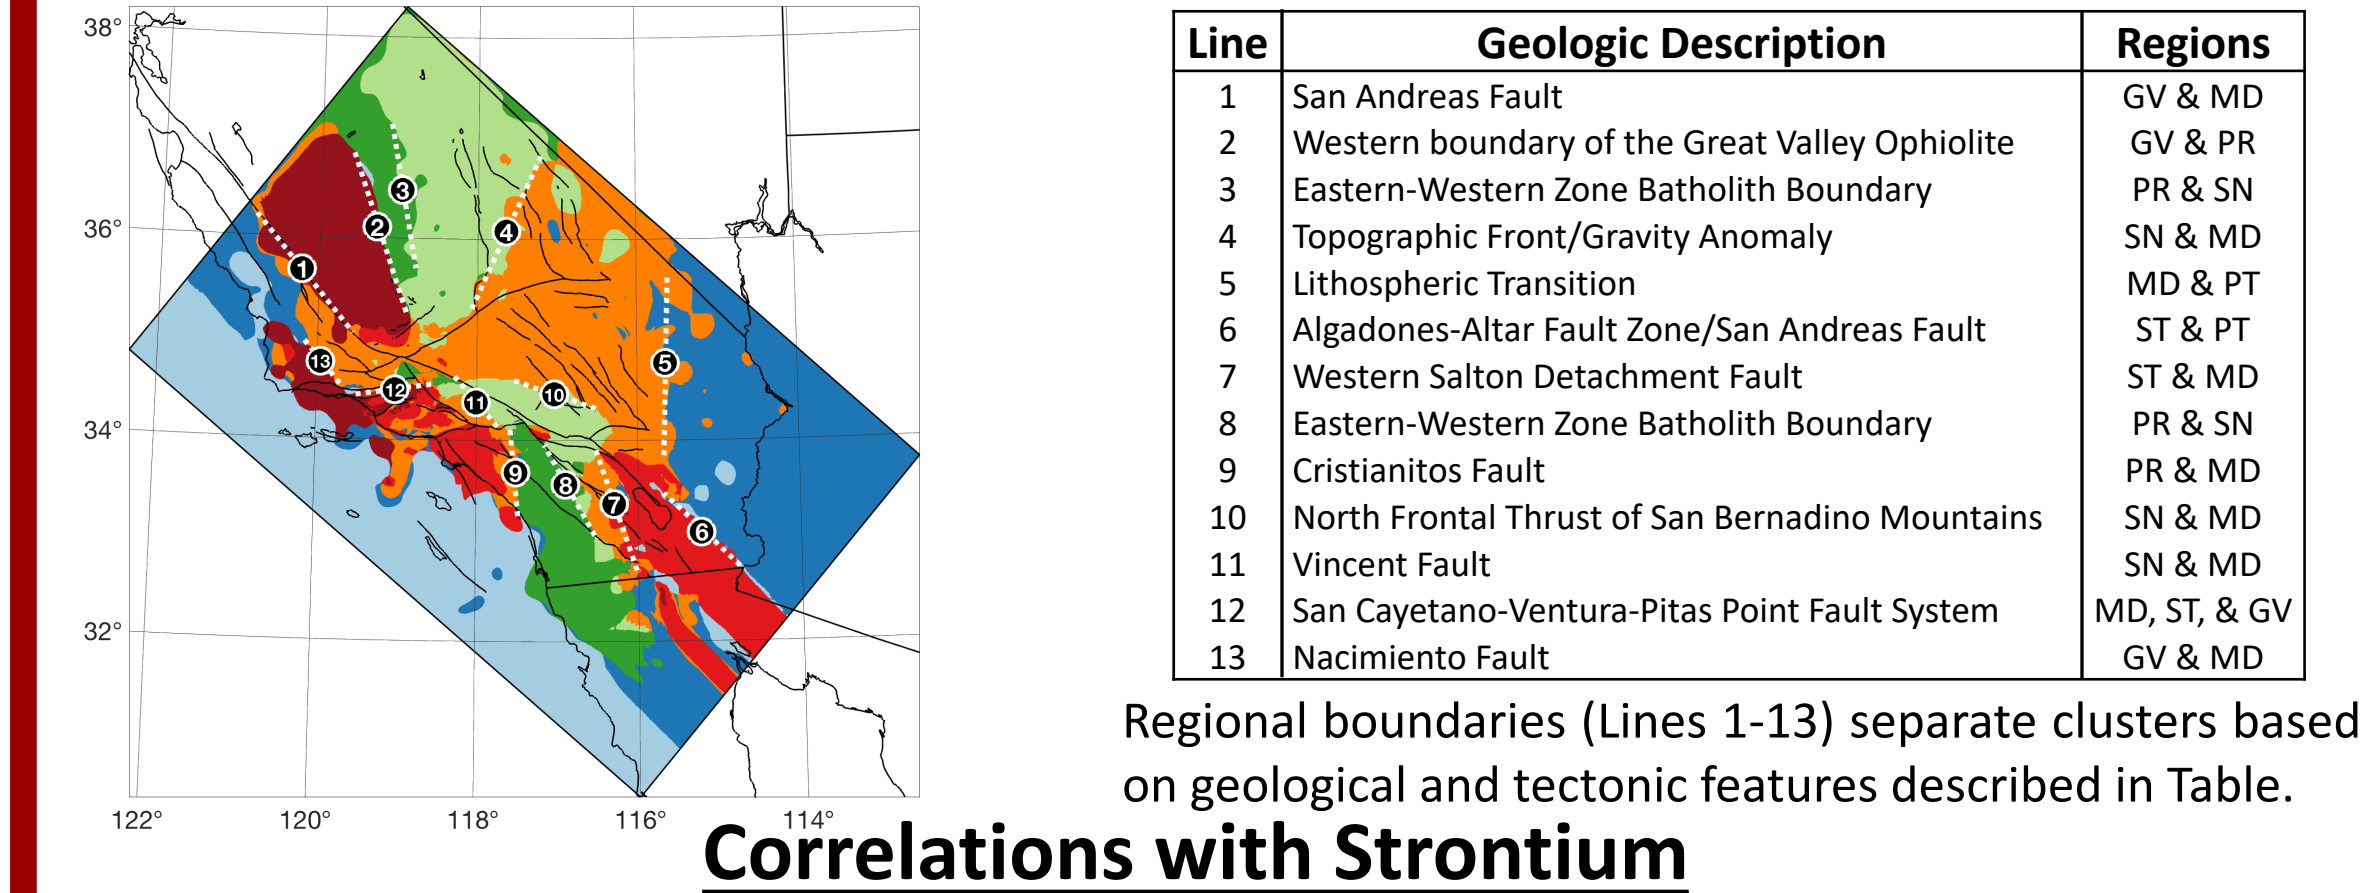 38°
36°
34°
32°
122°
120°
118°
116°
114°
1
2
3
4
5
6
7
8
9
10
11
12
13
Line Geologic Description Regions
1 San Andreas Fault GV & MD
2 Western boundary of the Great Valley Ophiolite GV & PR
3 Eastern-Western Zone Batholith Boundary PR & SN
4 Topographic Front/Gravity Anomaly SN & MD
5 Lithospheric Transition MD & PT
6 Algadones-Altar Fault Zone/San Andreas Fault ST & PT
7 Western Salton Detachment Fault ST & MD
8 Eastern-Western Zone Batholith Boundary PR & SN
9 Cristianitos Fault PR & MD
10 North Frontal Thrust of San Bernadino Mountains SN & MD
11 Vincent Fault SN & MD
12 San Cayetano-Ventura-Pitas Point Fault System MD, ST, & GV
13 Nacimiento Fault GV & MD
Regional boundaries (Lines 1-13) separate clusters based
on geological and tectonic features described in Table.
Correlations with Strontium